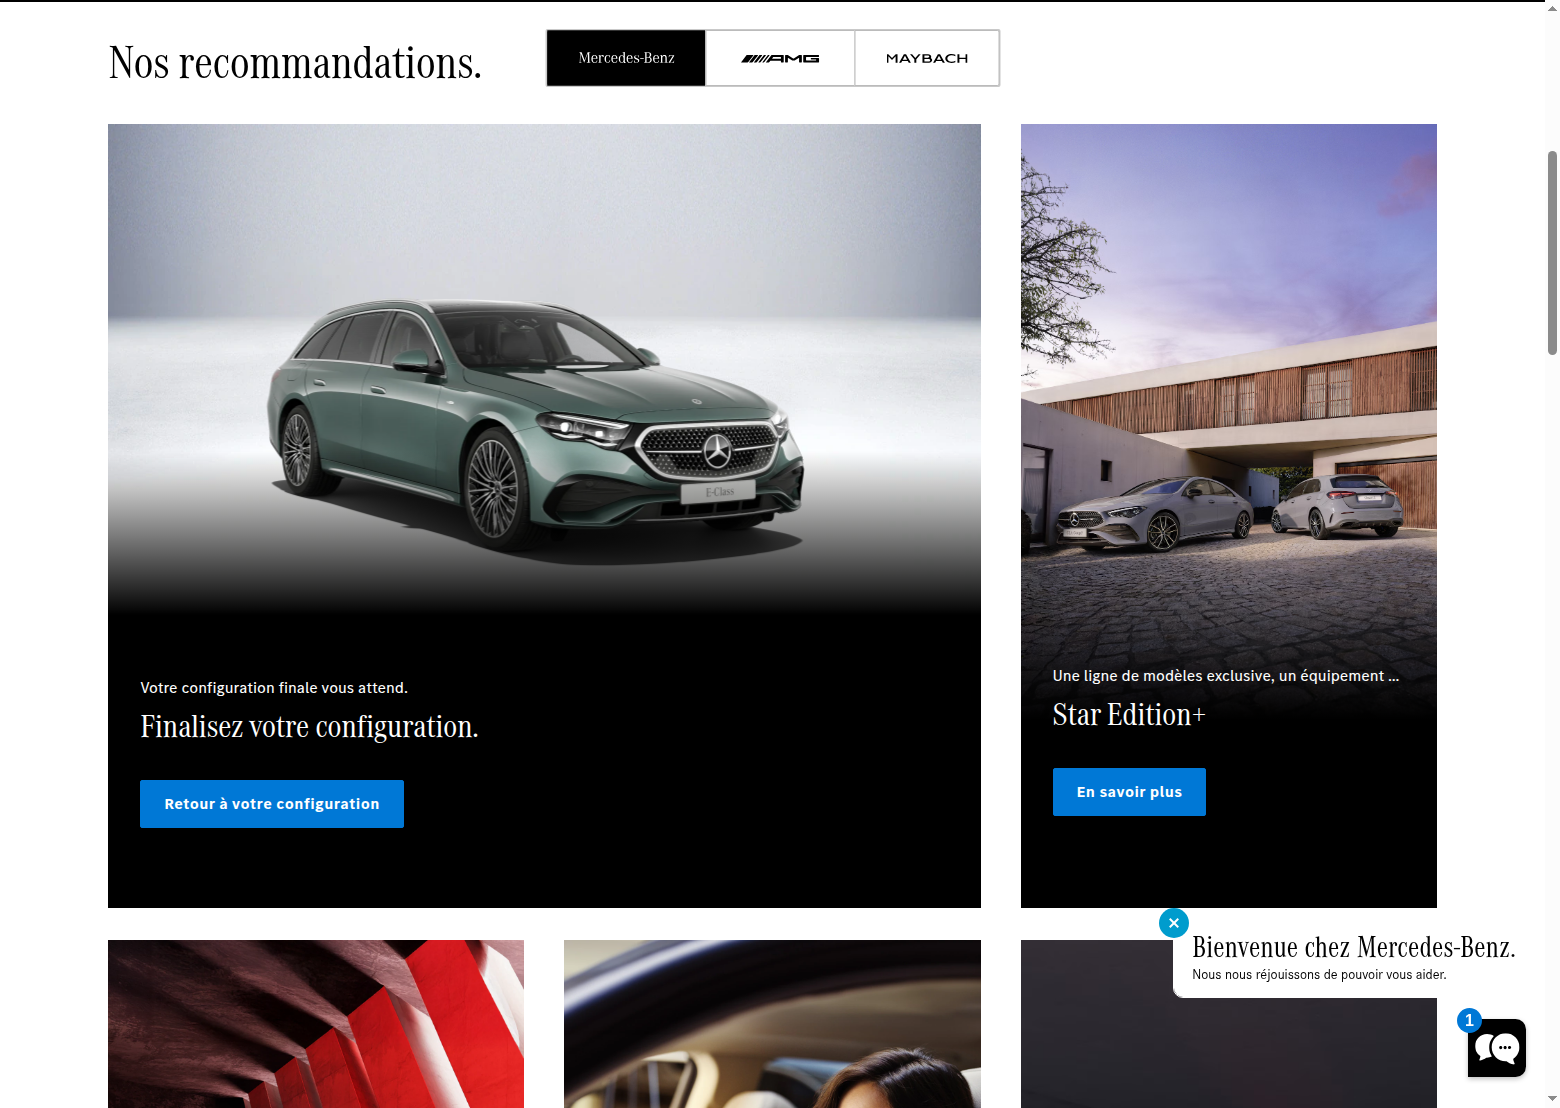 Nos recommandations.
Mercedes-Benz
AMG
MAYBACH
E-Class
Votre configuration finale vous attend.
Finalisez votre configuration.
Retour à votre configuration
Une ligne de modèles exclusive, un équipement ...
Star Edition+
En savoir plus
Bienvenue chez Mercedes-Benz.
Nous nous réjouissons de pouvoir vous aider.
1